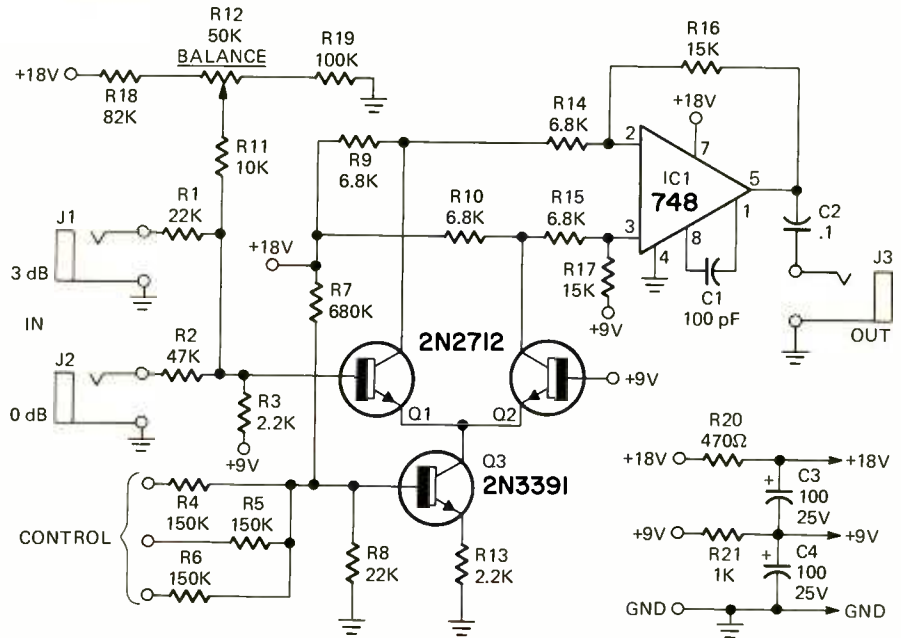 R12
50K
BALANCE
R19
100K
+18V
R18
82K
R16
15K
+18V
R14
6.8K
2
7
R11
10K
R9
6.8K
IC1
748
5
R1
22K
R10
6.8K
R15
6.8K
3
4
8
1
C2
.1
J1
3 dB
+18V
R7
680K
R17
15K
+9V
C1
100 pF
J3
OUT
IN
J2
0 dB
R2
47K
R3
2.2K
+9V
2N2712
Q1
Q2
+9V
Q3
2N3391
R4
150K
R5
150K
R6
150K
CONTROL
R8
22K
R13
2.2K
R20
470Ω
+18V
+18V
+
C3
100
25V
+9V
+9V
R21
1K
+
C4
100
25V
GND
GND